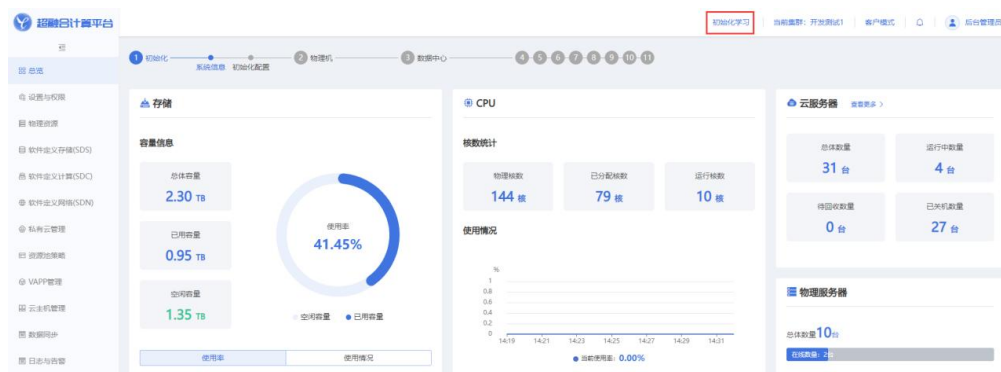 超融合计算平台
初始化学习
当前集群：开发测试1
客户模式
后台管理员
总览
设置与权限
物理资源
软件定义存储(SDS)
软件定义计算(SDC)
软件定义网络(SDN)
私有云管理
资源池策略
VAPP管理
云主机管理
数据同步
日志与告警
1 初始化
系统信息
初始化配置
2 物理机
3 数据中心
4 5 6 7 8 9 10 11
存储
容量信息
总体容量
2.30 TB
已用容量
0.95 TB
空闲容量
1.35 TB
使用率
41.45%
空闲容量
已用容量
使用率
使用情况
CPU
核数统计
物理核数
144 核
已分配核数
79 核
运行核数
10 核
使用情况
%
1
0.8
0.6
0.4
0.2
0
14:19 14:21 14:23 14:25 14:27 14:29 14:31
当前使用率：0.00%
云服务器
查看更多 >
总体数量
31 台
运行中数量
4 台
待回收数量
0 台
已关机数量
27 台
物理服务器
总体数量10台
在线数量：2台